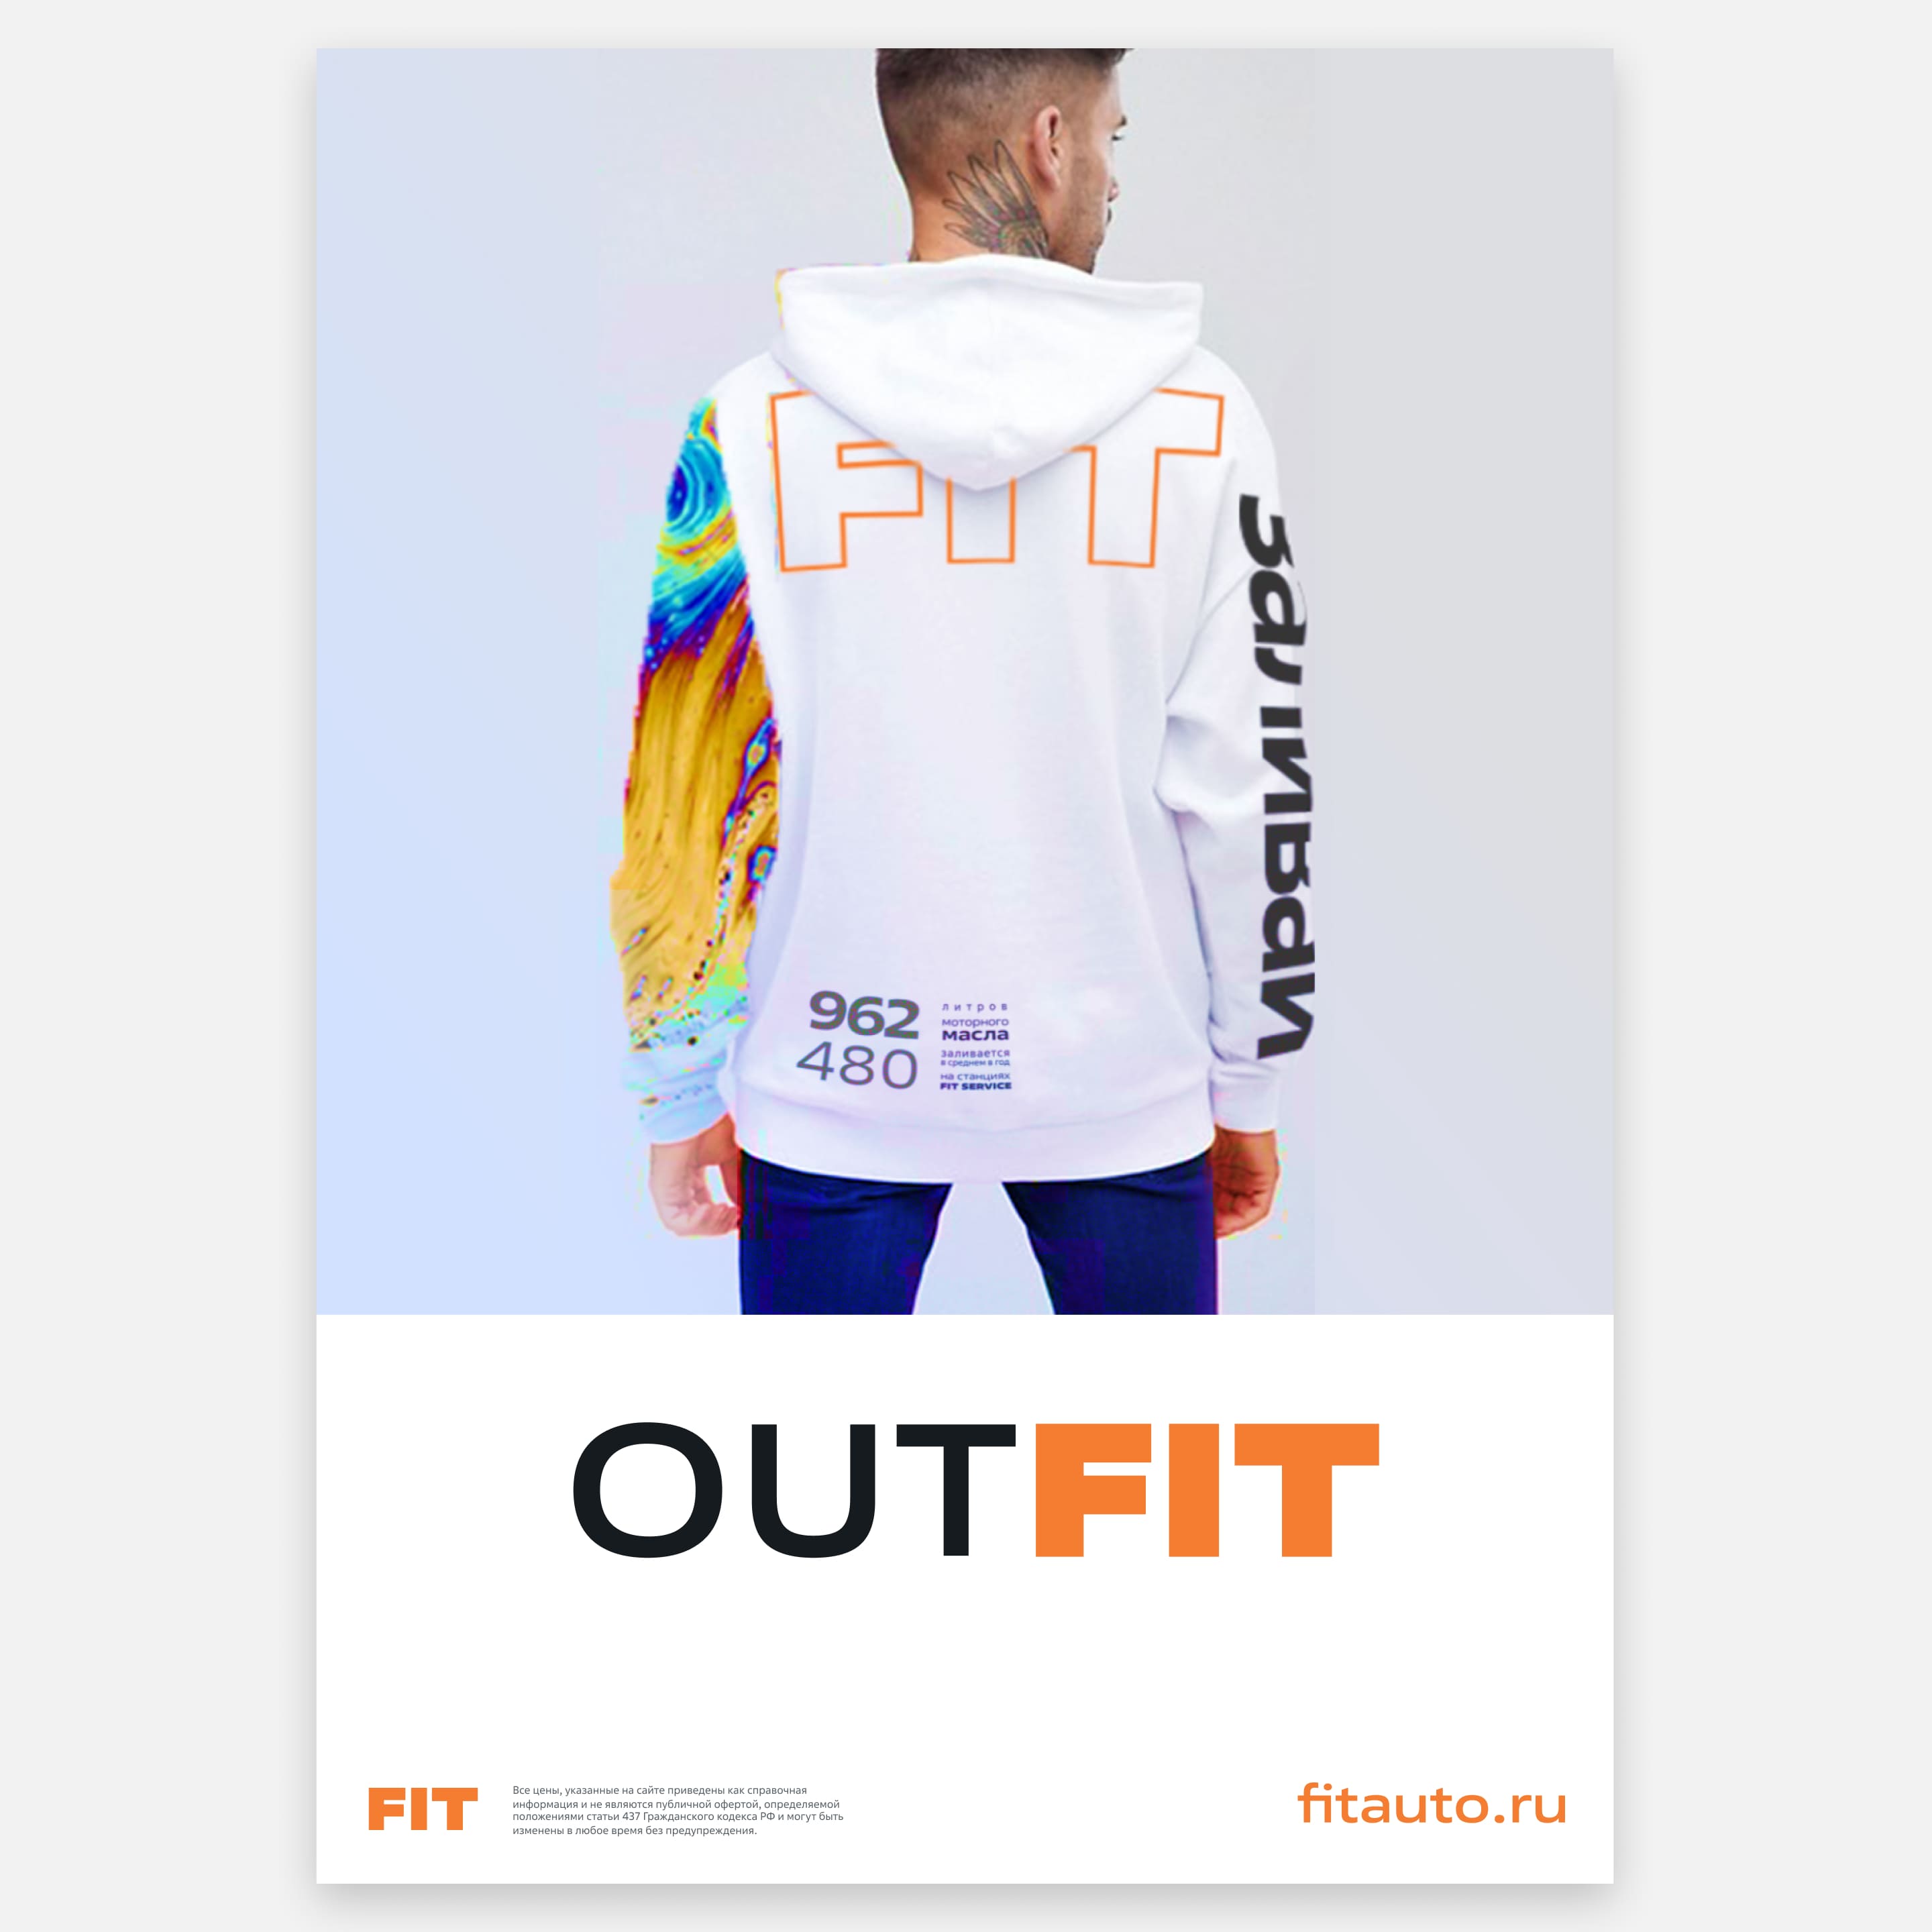 FIT
заливай
962
480
литров
моторного
масла
заливается
в среднем в год
на станциях
FIT SERVICE
OUTFIT
FIT
Все цены, указанные на сайте приведены как справочная
информация и не являются публичной офертой, определяемой
положениями статьи 437 Гражданского кодекса РФ и могут быть
изменены в любое время без предупреждения.
fitauto.ru